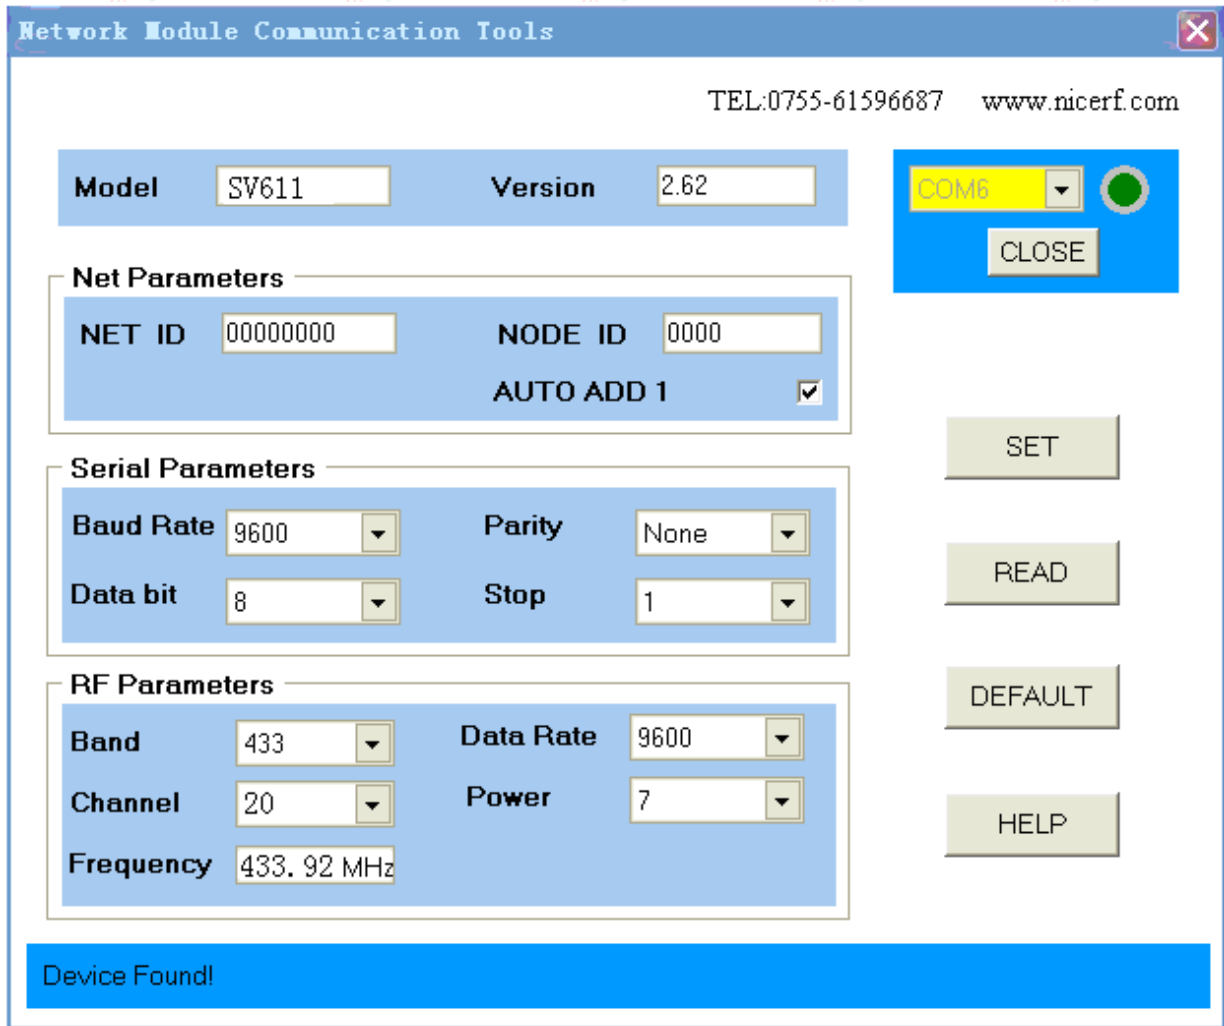 Network Module Communication Tools
TEL:0755-61596687 www.nicerf.com
Model SV611 Version 2.62
COM6
CLOSE
Net Parameters
NET ID 00000000 NODE ID 0000
AUTO ADD 1
SET
Serial Parameters
Baud Rate 9600 Parity None
Data bit 8 Stop 1
READ
RF Parameters
Band 433 Data Rate 9600
Channel 20 Power 7
Frequency 433. 92 MHz
DEFAULT
HELP
Device Found!